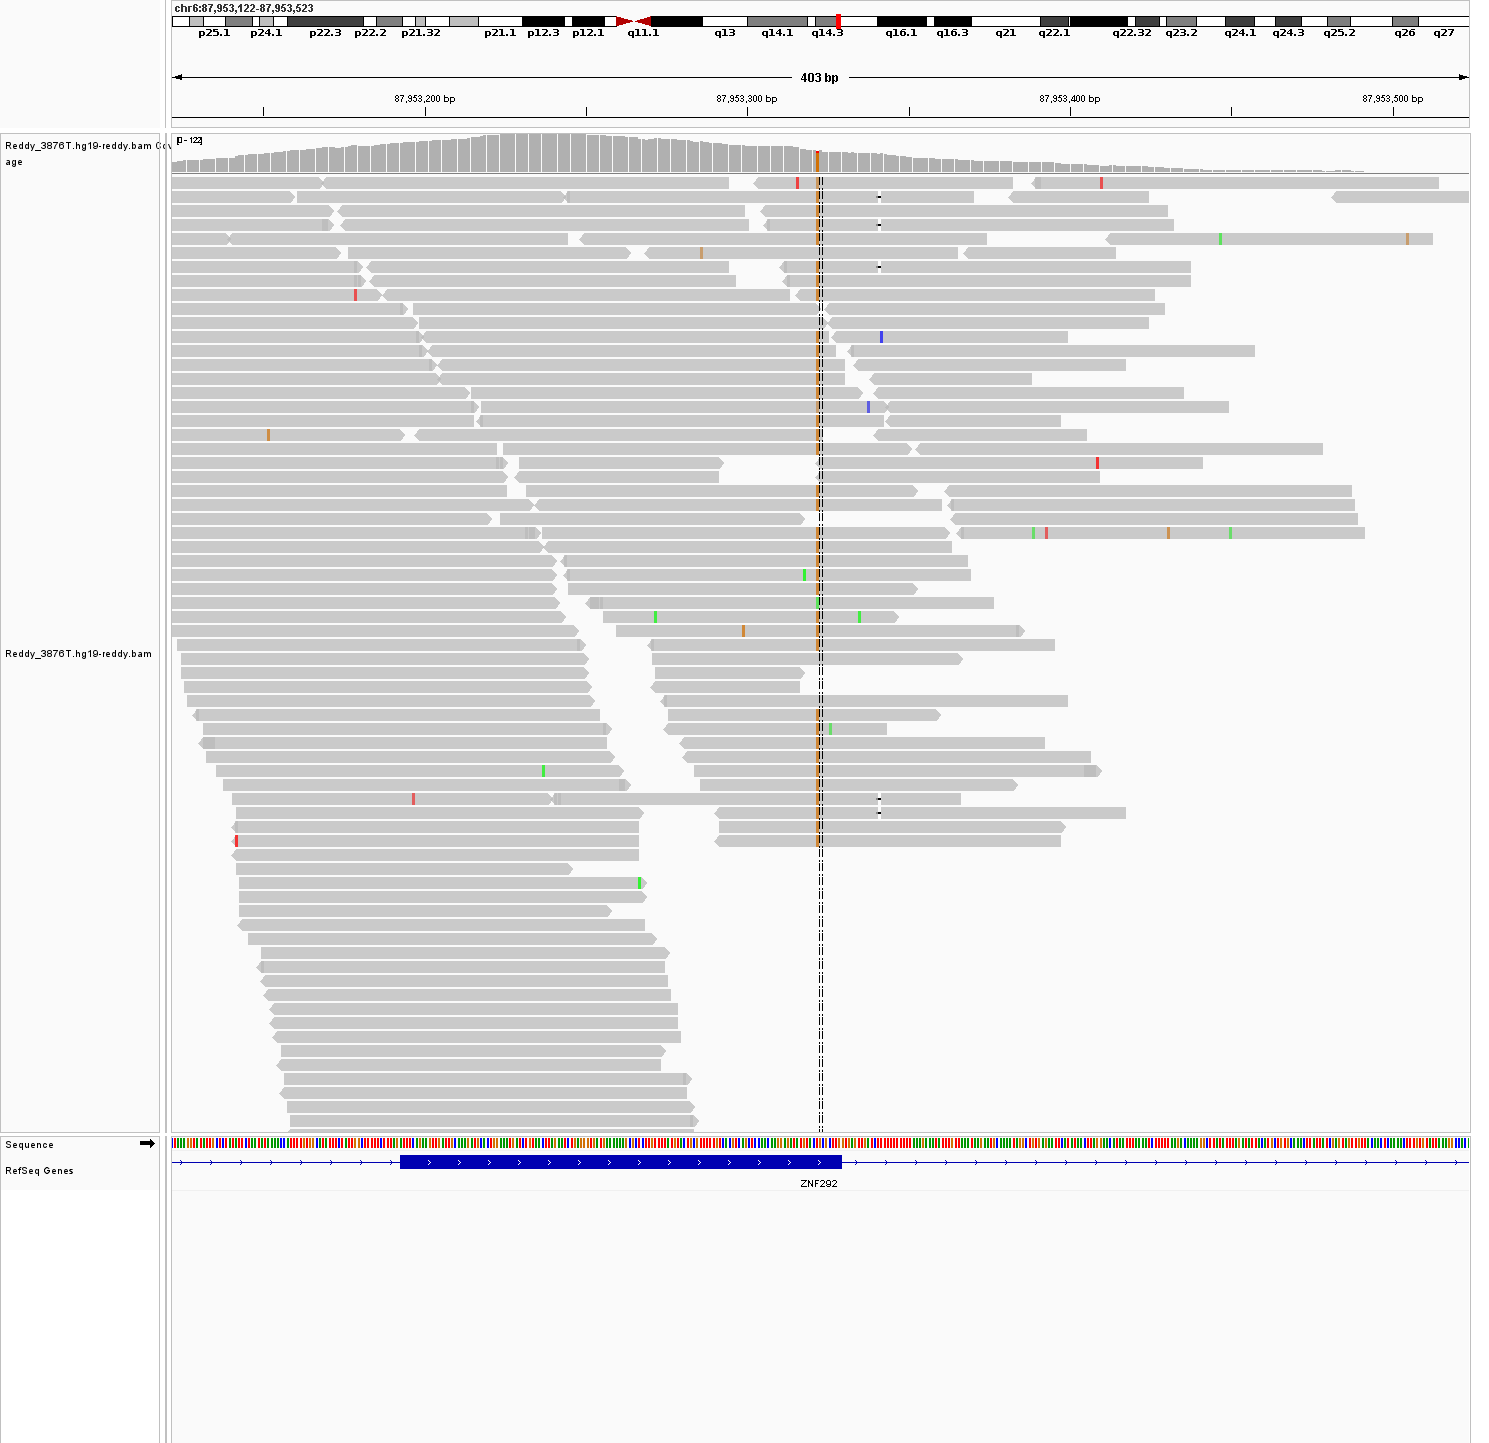 chr6:87,953,122-87,953,523
p25.1 p24.1 p22.3 p22.2 p21.32 p21.1 p12.3 p12.1 q11.1 q13 q14.1 q14.3 q16.1 q16.3 q21 q22.1 q22.32 q23.2 q24.1 q24.3 q25.2 q26 q27
403 bp
87,953,200 bp 87,953,300 bp 87,953,400 bp 87,953,500 bp
[0 - 122]
Reddy_3876T.hg19-reddy.bam Cov
age
Reddy_3876T.hg19-reddy.bam
Sequence
RefSeq Genes
ZNF292